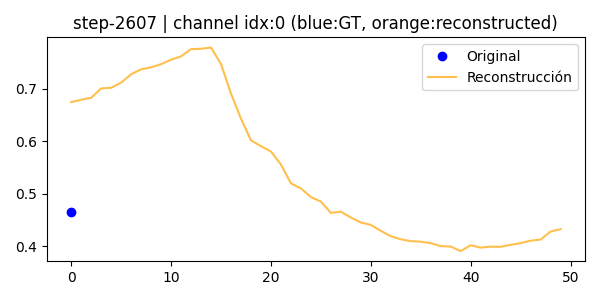 step-2607 | channel idx:0 (blue:GT, orange:reconstructed)
Original
Reconstrucción
0.7
0.6
0.5
0.4
0 10 20 30 40 50